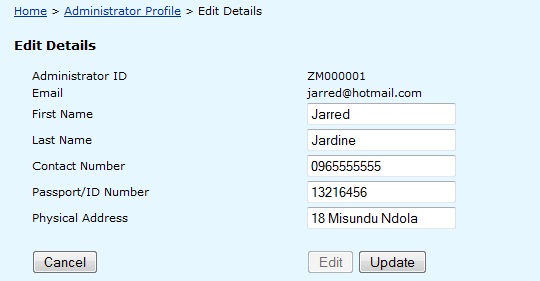 Home > Administrator Profile > Edit Details
Edit Details
Administrator ID ZM000001
Email jarred@hotmail.com
First Name Jarred
Last Name Jardine
Contact Number 0965555555
Passport/ID Number 13216456
Physical Address 18 Misundu Ndola
Cancel Edit Update